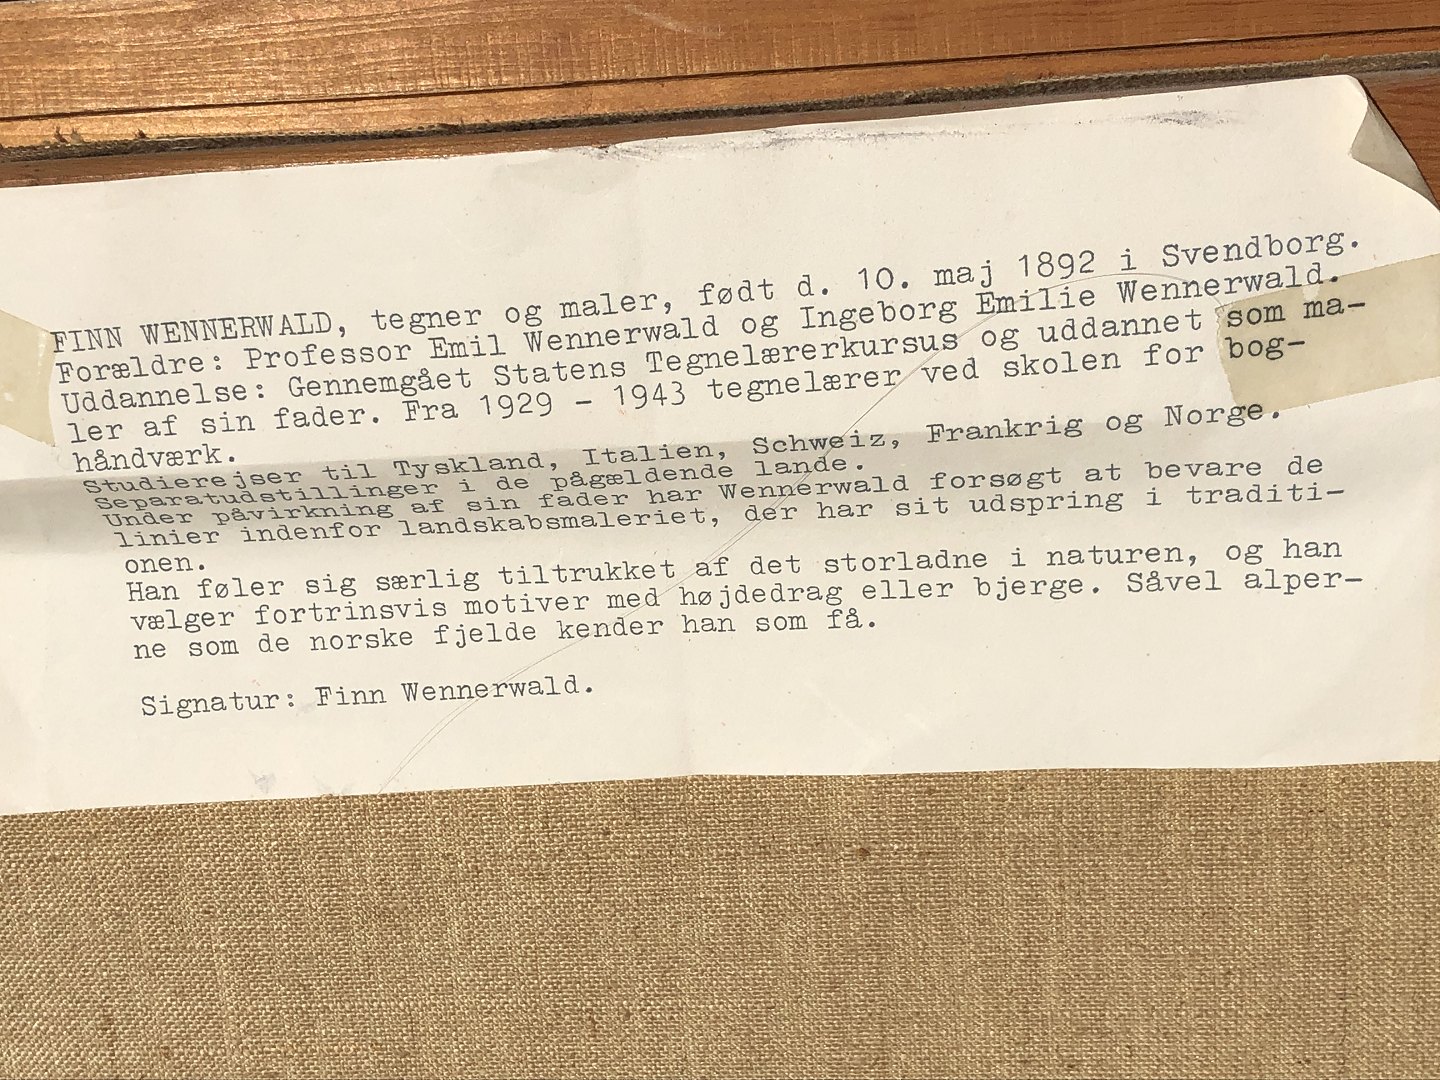 FINN WENNERWALD, tegner og maler, født d. 10. maj 1892 i Svendborg.
Forældre: Professor Emil Wennerwald og Ingeborg Emilie Wennerwald.
Uddannelse: Gennemgået Statens Tegnelærerkursus og uddannet som ma-
ler af sin fader. Fra 1929 - 1943 tegnelærer ved skolen for bog-
håndværk.
Studierejser til Tyskland, Italien, Schweiz, Frankrig og Norge.
Separatudstillinger i de pågældende lande.
Under påvirkning af sin fader har Wennerwald forsøgt at bevare de
linier indenfor landskabsmaleriet, der har sit udspring i traditi-
onen.
Han føler sig særlig tiltrukket af det storladne i naturen, og han
vælger fortrinsvis motiver med højdedrag eller bjerge. Såvel alper-
ne som de norske fjelde kender han som få.
Signatur: Finn Wennerwald.